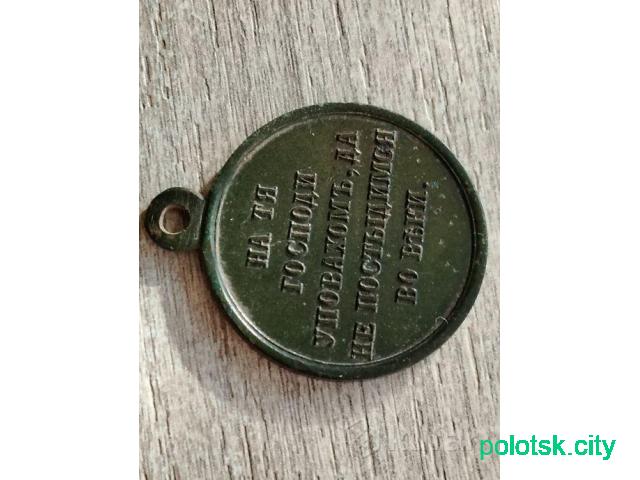 НА ТЯ
ГОСПОДИ
УПОВАХОМЪ, ДА
НЕ ПОСТЫДИМСЯ
ВО ВѢКИ.
polotsk.city